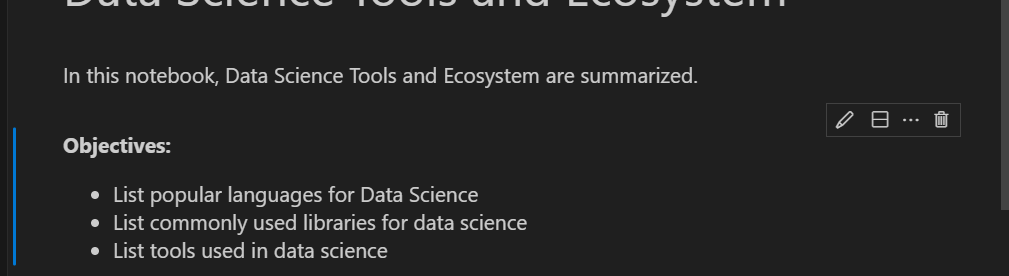 Data Science Tools and Ecosystem
In this notebook, Data Science Tools and Ecosystem are summarized.
Objectives:
List popular languages for Data Science
List commonly used libraries for data science
List tools used in data science